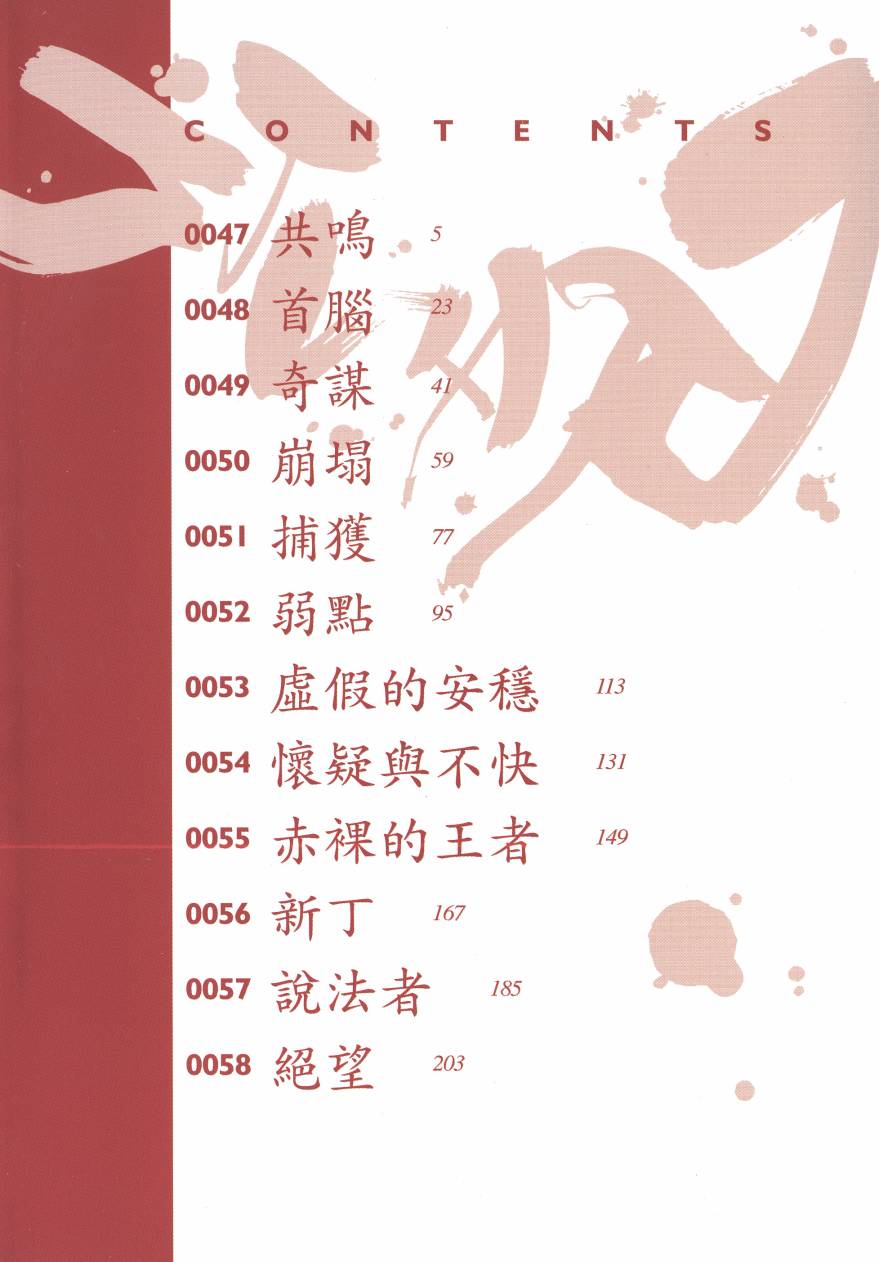 CONTENTS
0047 共鳴 5
0048 首腦 23
0049 奇謀 41
0050 崩塌 59
0051 捕獲 77
0052 弱點 95
0053 虛假的安穩 113
0054 懷疑與不快 131
0055 赤裸的王者 149
0056 新丁 167
0057 說法者 185
0058 絕望 203